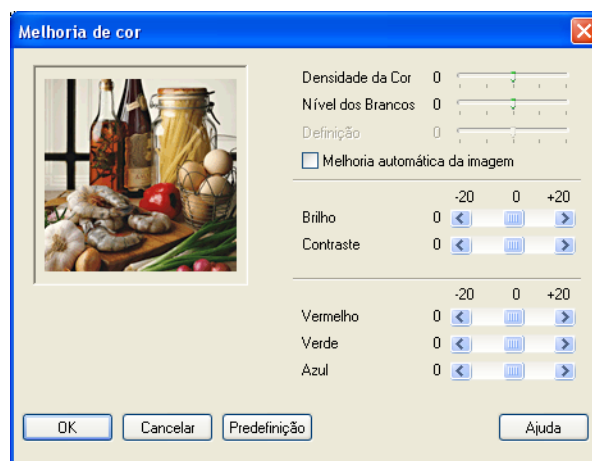 Melhoria de cor
Densidade da Cor 0
Nível dos Brancos 0
Definição 0
Melhoria automática da imagem
-20 0 +20
Brilho 0
Contraste 0
-20 0 +20
Vermelho 0
Verde 0
Azul 0
OK Cancelar Predefinição Ajuda